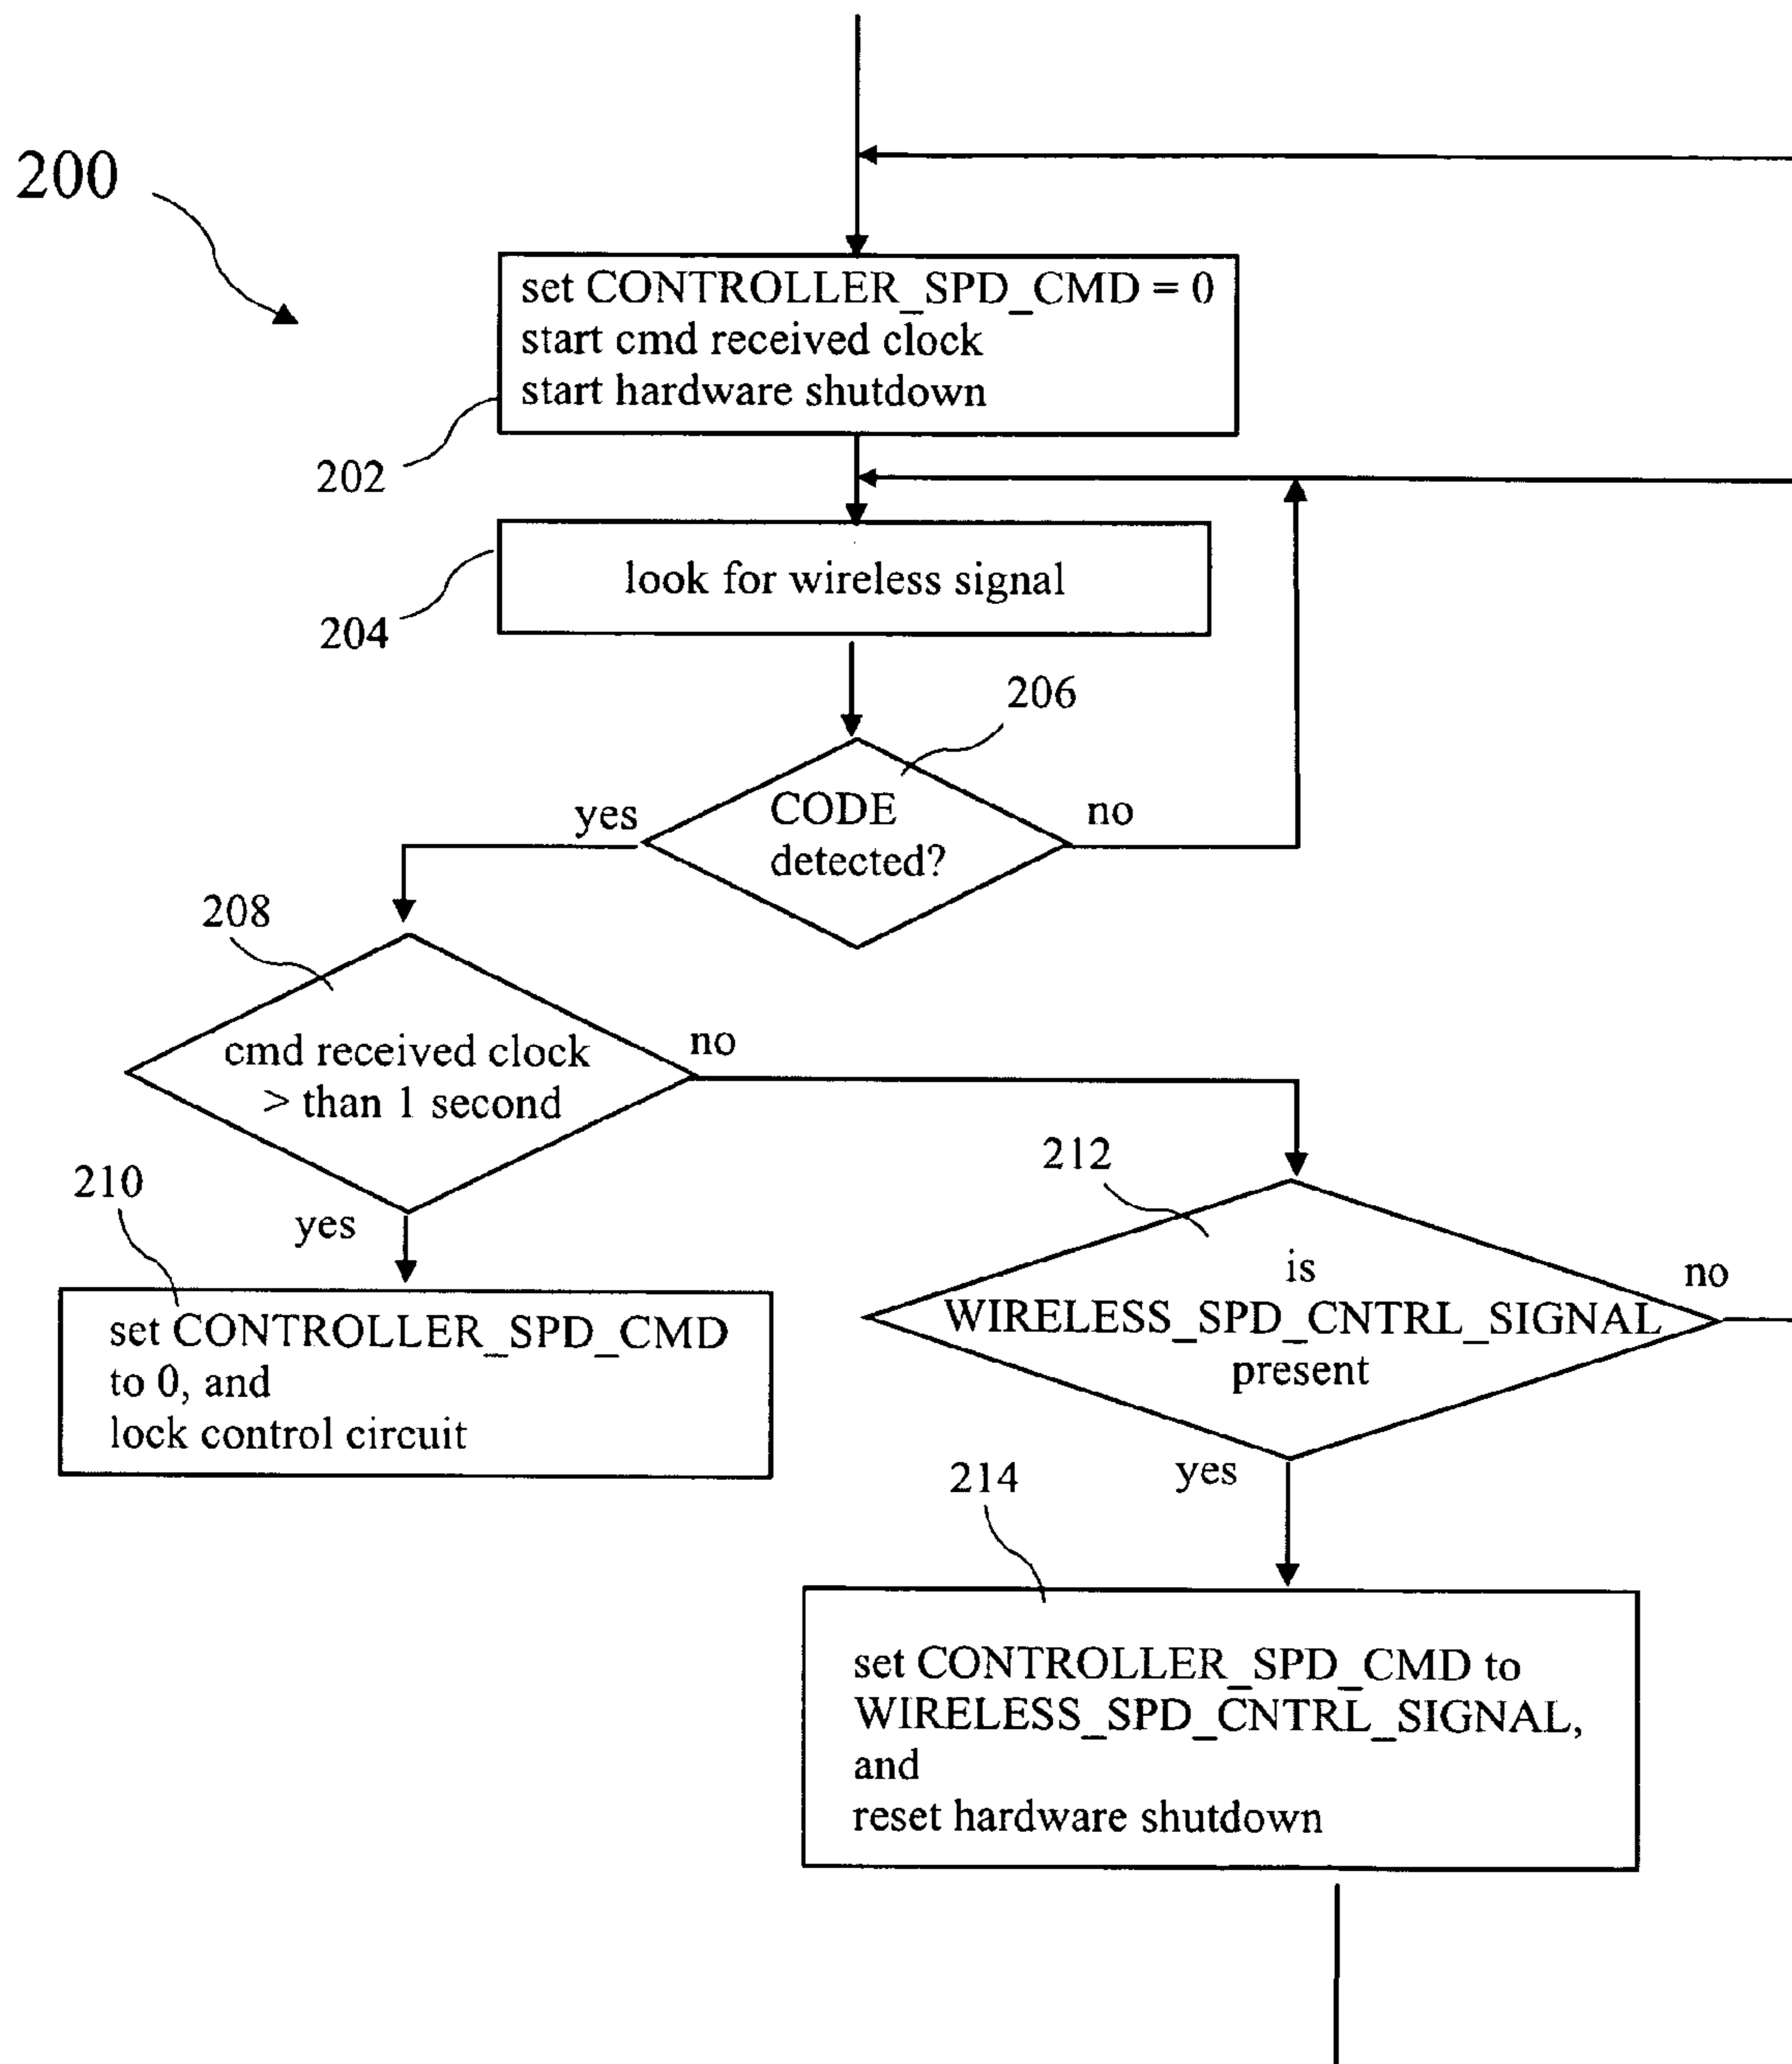 200
set CONTROLLER_SPD_CMD = 0
start cmd received clock
start hardware shutdown
202
look for wireless signal
204
206
CODE
detected?
yes
no
208
cmd received clock
> than 1 second
no
yes
210
set CONTROLLER_SPD_CMD
to 0, and
lock control circuit
212
is
WIRELESS_SPD_CNTRL_SIGNAL
present
no
yes
214
set CONTROLLER_SPD_CMD to
WIRELESS_SPD_CNTRL_SIGNAL,
and
reset hardware shutdown